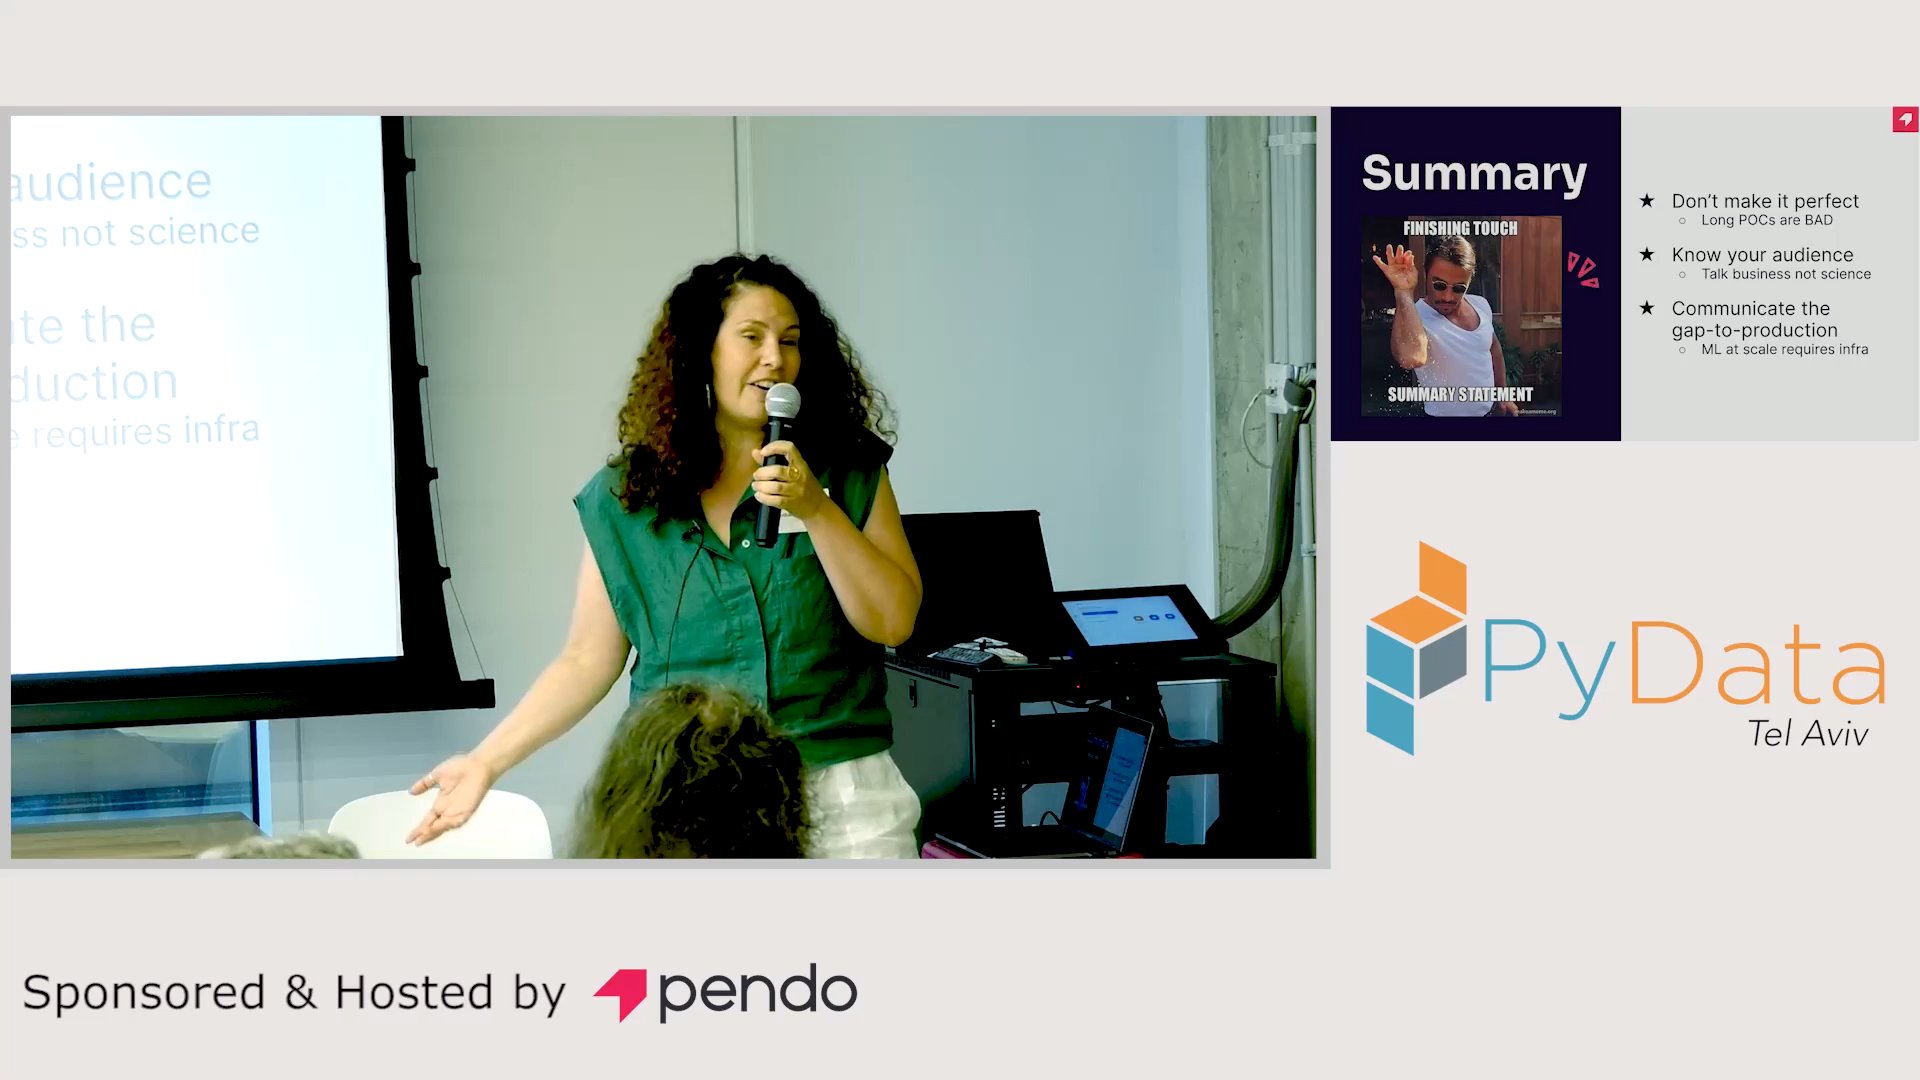 audience
ss not science
te the
duction
requires infra
Summary
FINISHING TOUCH
SUMMARY STATEMENT
★ Don't make it perfect
○ Long POCs are BAD
★ Know your audience
○ Talk business not science
★ Communicate the
gap-to-production
○ ML at scale requires infra
PyData
Tel Aviv
Sponsored & Hosted by pendo